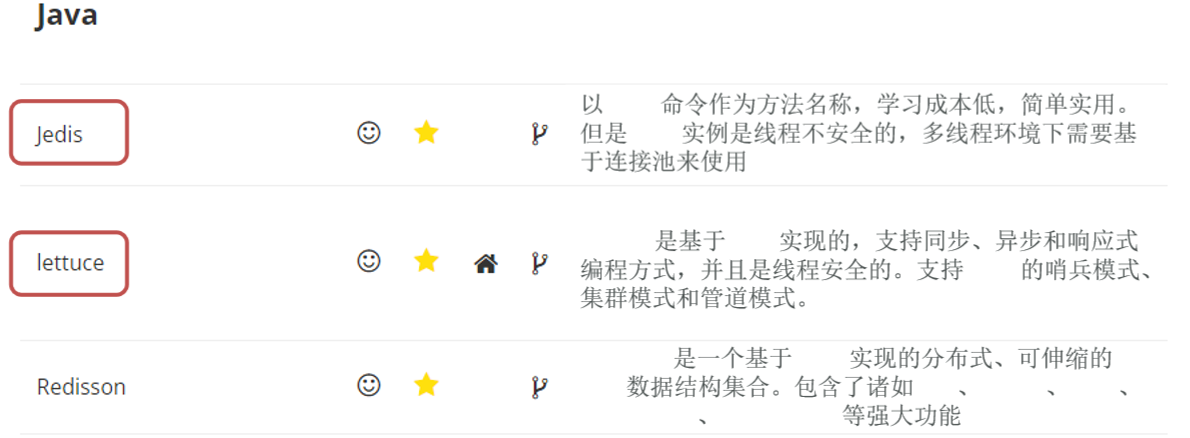 Java
Jedis
以 命令作为方法名称，学习成本低，简单实用。
但是 实例是线程不安全的，多线程环境下需要基
于连接池来使用
lettuce
是基于 实现的，支持同步、异步和响应式
编程方式，并且是线程安全的。支持 的哨兵模式、
集群模式和管道模式。
Redisson
是一个基于 实现的分布式、可伸缩的
数据结构集合。包含了诸如 、 、 、
、 等强大功能